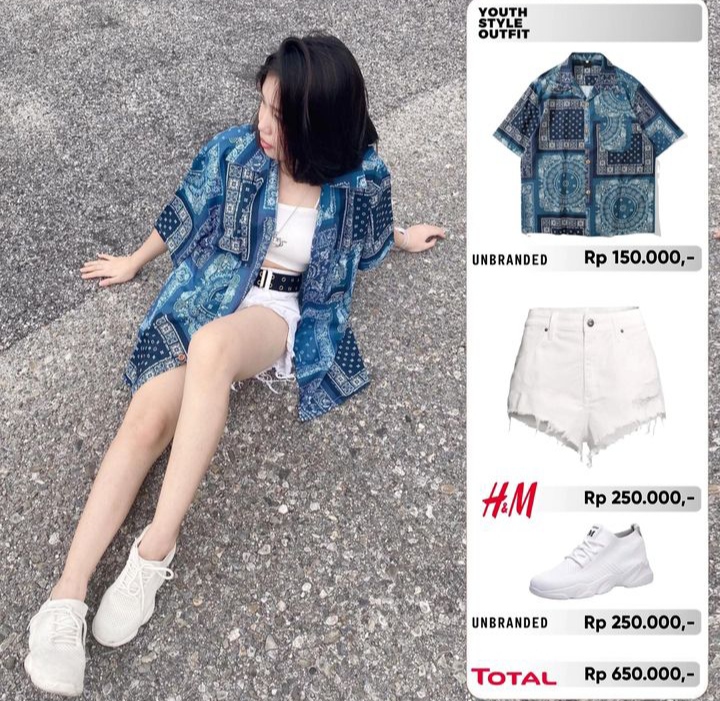 YOUTH
STYLE
OUTFIT
UNBRANDED Rp 150.000,-
H&M Rp 250.000,-
UNBRANDED Rp 250.000,-
TOTAL Rp 650.000,-